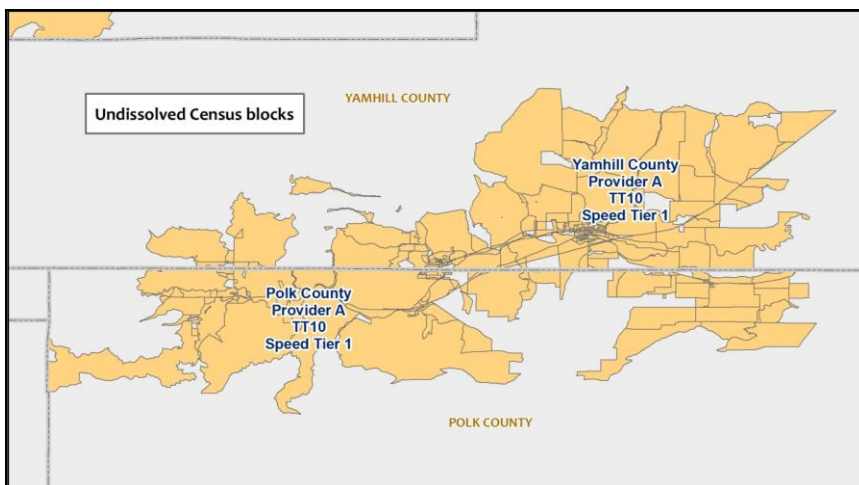 YAMHILL COUNTY
Undissolved Census blocks
Yamhill County
Provider A
TT10
Speed Tier 1
Polk County
Provider A
TT10
Speed Tier 1
POLK COUNTY